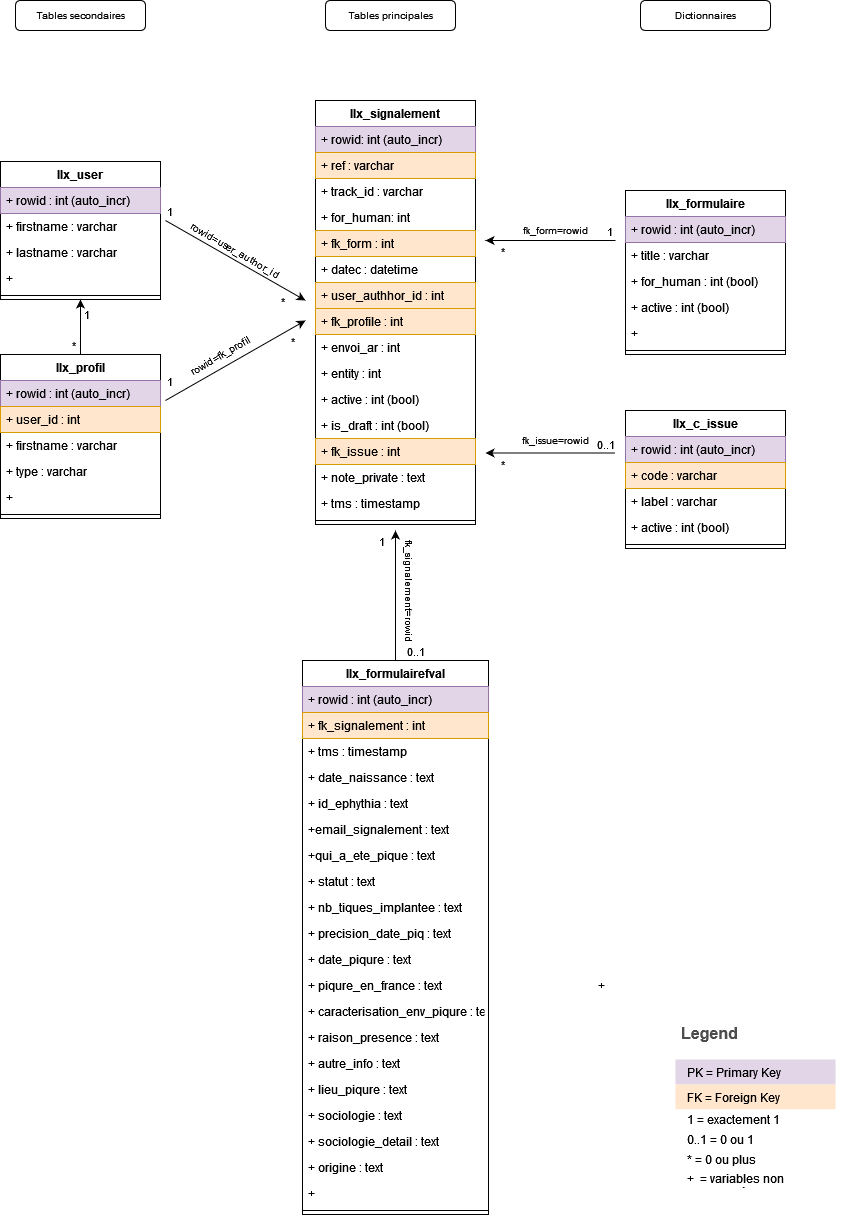 Tables secondaires
Tables principales
Dictionnaires
llx_signalement
+ rowid: int (auto_incr)
+ ref : varchar
+ track_id : varchar
+ for_human: int
+ fk_form : int
+ datec : datetime
+ user_authhor_id : int
+ fk_profile : int
+ envoi_ar : int
+ entity : int
+ active : int (bool)
+ is_draft : int (bool)
+ fk_issue : int
+ note_private : text
+ tms : timestamp
llx_user
+ rowid : int (auto_incr)
+ firstname : varchar
+ lastname : varchar
+
1
rowid=user_author_id
*
1
*
llx_profil
+ rowid : int (auto_incr)
+ user_id : int
+ firstname : varchar
+ type : varchar
+
1
rowid=fk_profil
*
llx_formulaire
+ rowid : int (auto_incr)
+ title : varchar
+ for_human : int (bool)
+ active : int (bool)
+
fk_form=rowid
1
*
llx_c_issue
+ rowid : int (auto_incr)
+ code : varchar
+ label : varchar
+ active : int (bool)
fk_issue=rowid
0..1
*
1
fk_signalement=rowid
0..1
llx_formulairefval
+ rowid : int (auto_incr)
+ fk_signalement : int
+ tms : timestamp
+ date_naissance : text
+ id_ephythia : text
+email_signalement : text
+qui_a_ete_pique : text
+ statut : text
+ nb_tiques_implantee : text
+ precision_date_piq : text
+ date_piqure : text
+ piqure_en_france : text
+ caracterisation_env_piqure : te
+ raison_presence : text
+ autre_info : text
+ lieu_piqure : text
+ sociologie : text
+ sociologie_detail : text
+ origine : text
+
+
Legend
PK = Primary Key
FK = Foreign Key
1 = exactement 1
0..1 = 0 ou 1
* = 0 ou plus
+ = variables non